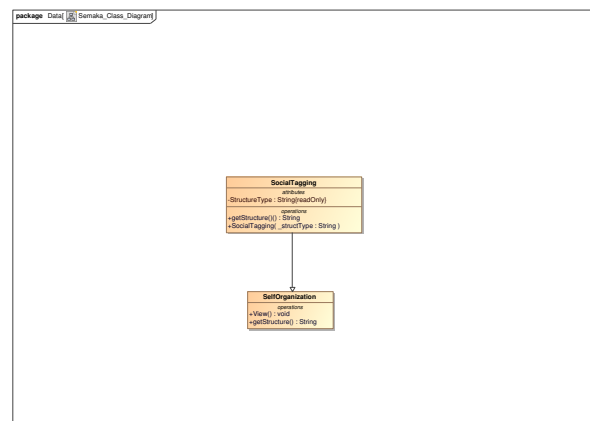 package Data[ Semaka_Class_Diagram]
SocialTagging
attributes
-StructureType : String{readOnly}
operations
+getStructure()() : String
+SocialTagging( _structType : String )
SelfOrganization
operations
+View() : void
+getStructure() : String